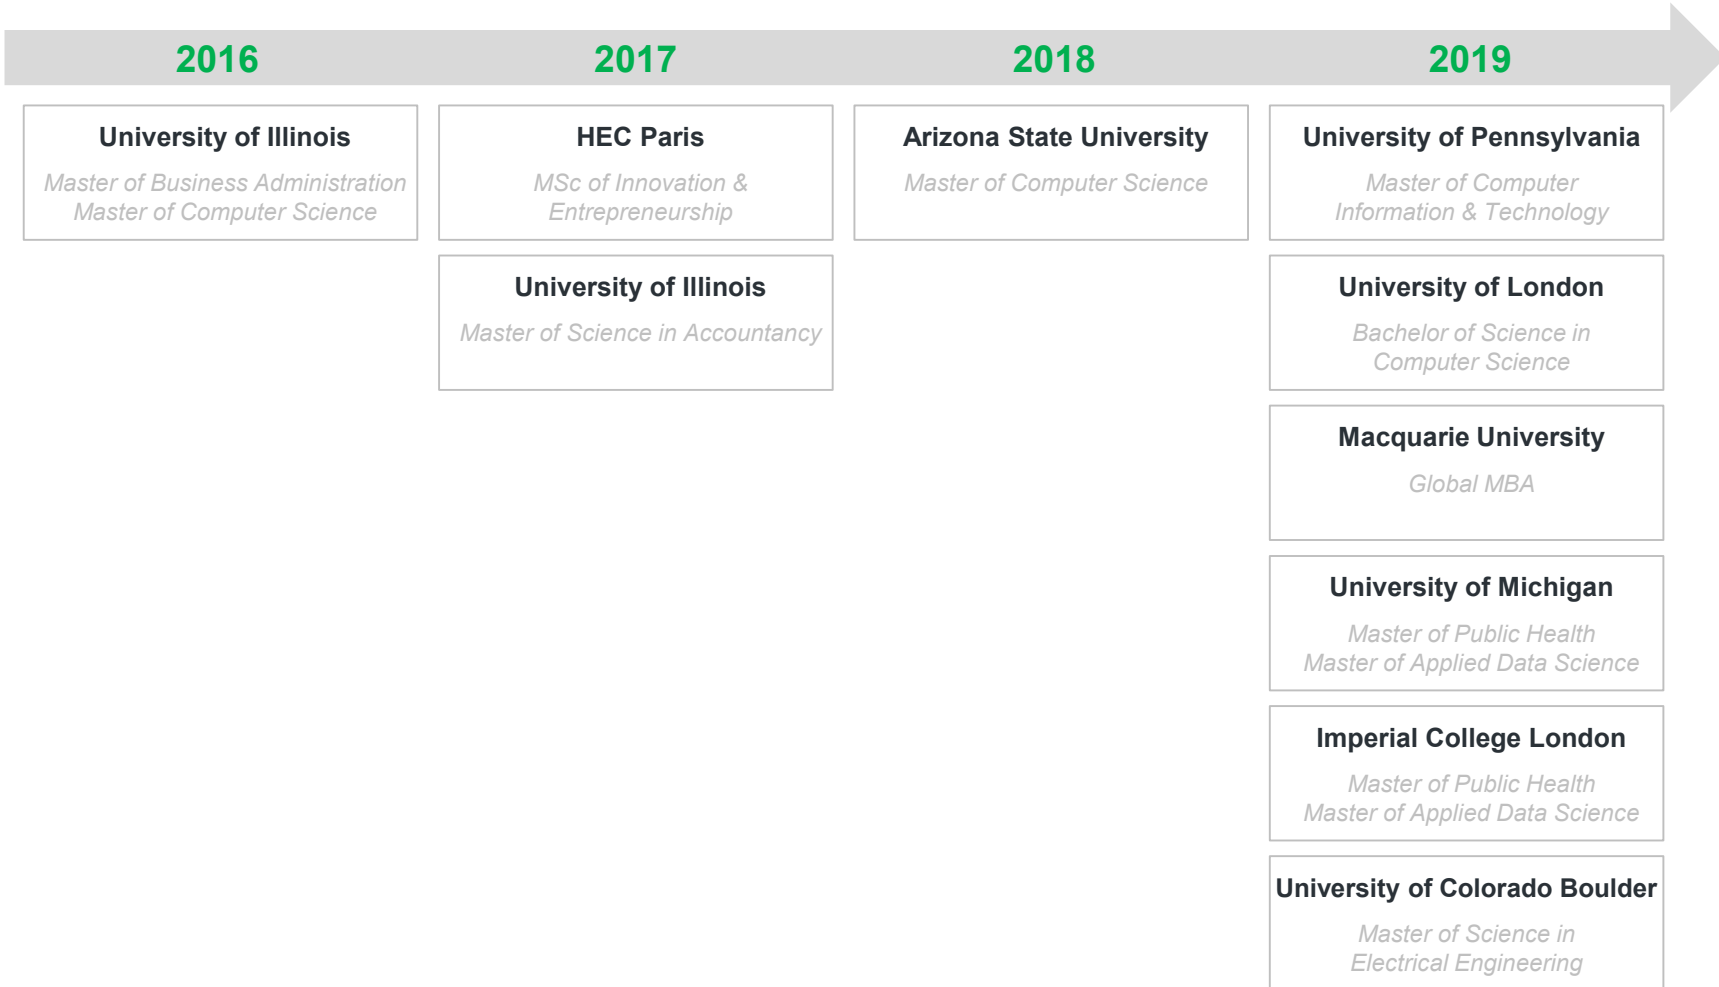 2016
2017
2018
2019
University of Illinois
Master of Business Administration
Master of Computer Science
HEC Paris
MSc of Innovation &
Entrepreneurship
Arizona State University
Master of Computer Science
University of Pennsylvania
Master of Computer
Information & Technology
University of Illinois
Master of Science in Accountancy
University of London
Bachelor of Science in
Computer Science
Macquarie University
Global MBA
University of Michigan
Master of Public Health
Master of Applied Data Science
Imperial College London
Master of Public Health
Master of Applied Data Science
University of Colorado Boulder
Master of Science in
Electrical Engineering